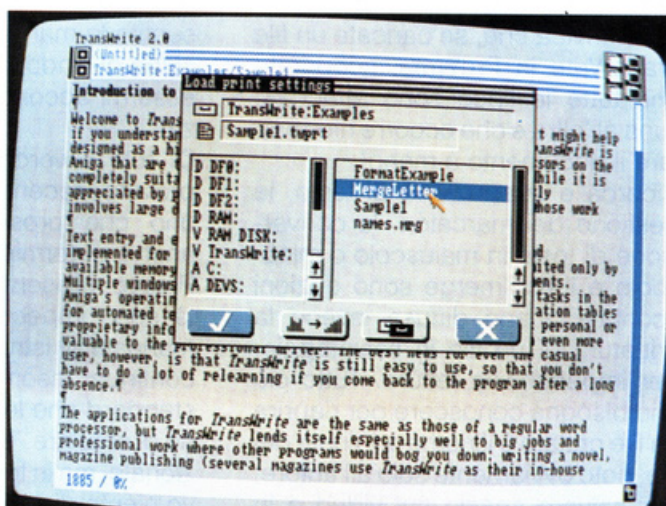 TransWrite 2.0
(Untitled)
TransWrite:Examples/Sample1
Load print settings
TransWrite:Examples
Sample1.twprt
D DF0:
D DF1:
D DF2:
D RAM:
V RAM DISK:
V TransWrite:
A C:
A DEVS:
FormatExample
MergeLetter
Sample1
names.mrg
Introduction to
Welcome to Trans
if you understan
designed as a hi
Amiga that are
completely suita
appreciated by p
involves large d
t might help
ansWrite is
sors on the
hile it is
tly
hose work
Text entry and e
implemented for
available memory
multiple windows
Amiga's operatin
for automated te
proprietary info
d
ited only by
ents.
tasks in the
ation tables
personal or
even more
valuable to the professional writer. The best news for even the casual
user, however, is that TransWrite is still easy to use, so that you don't
have to do a lot of relearning if you come back to the program after a long
absence.¶
¶
The applications for TransWrite are the same as those of a regular word
processor, but TransWrite lends itself especially well to big jobs and
professional work where other programs would bog you down: writing a novel,
magazine publishing (several magazines use TransWrite as their in-house
1885 / 0%